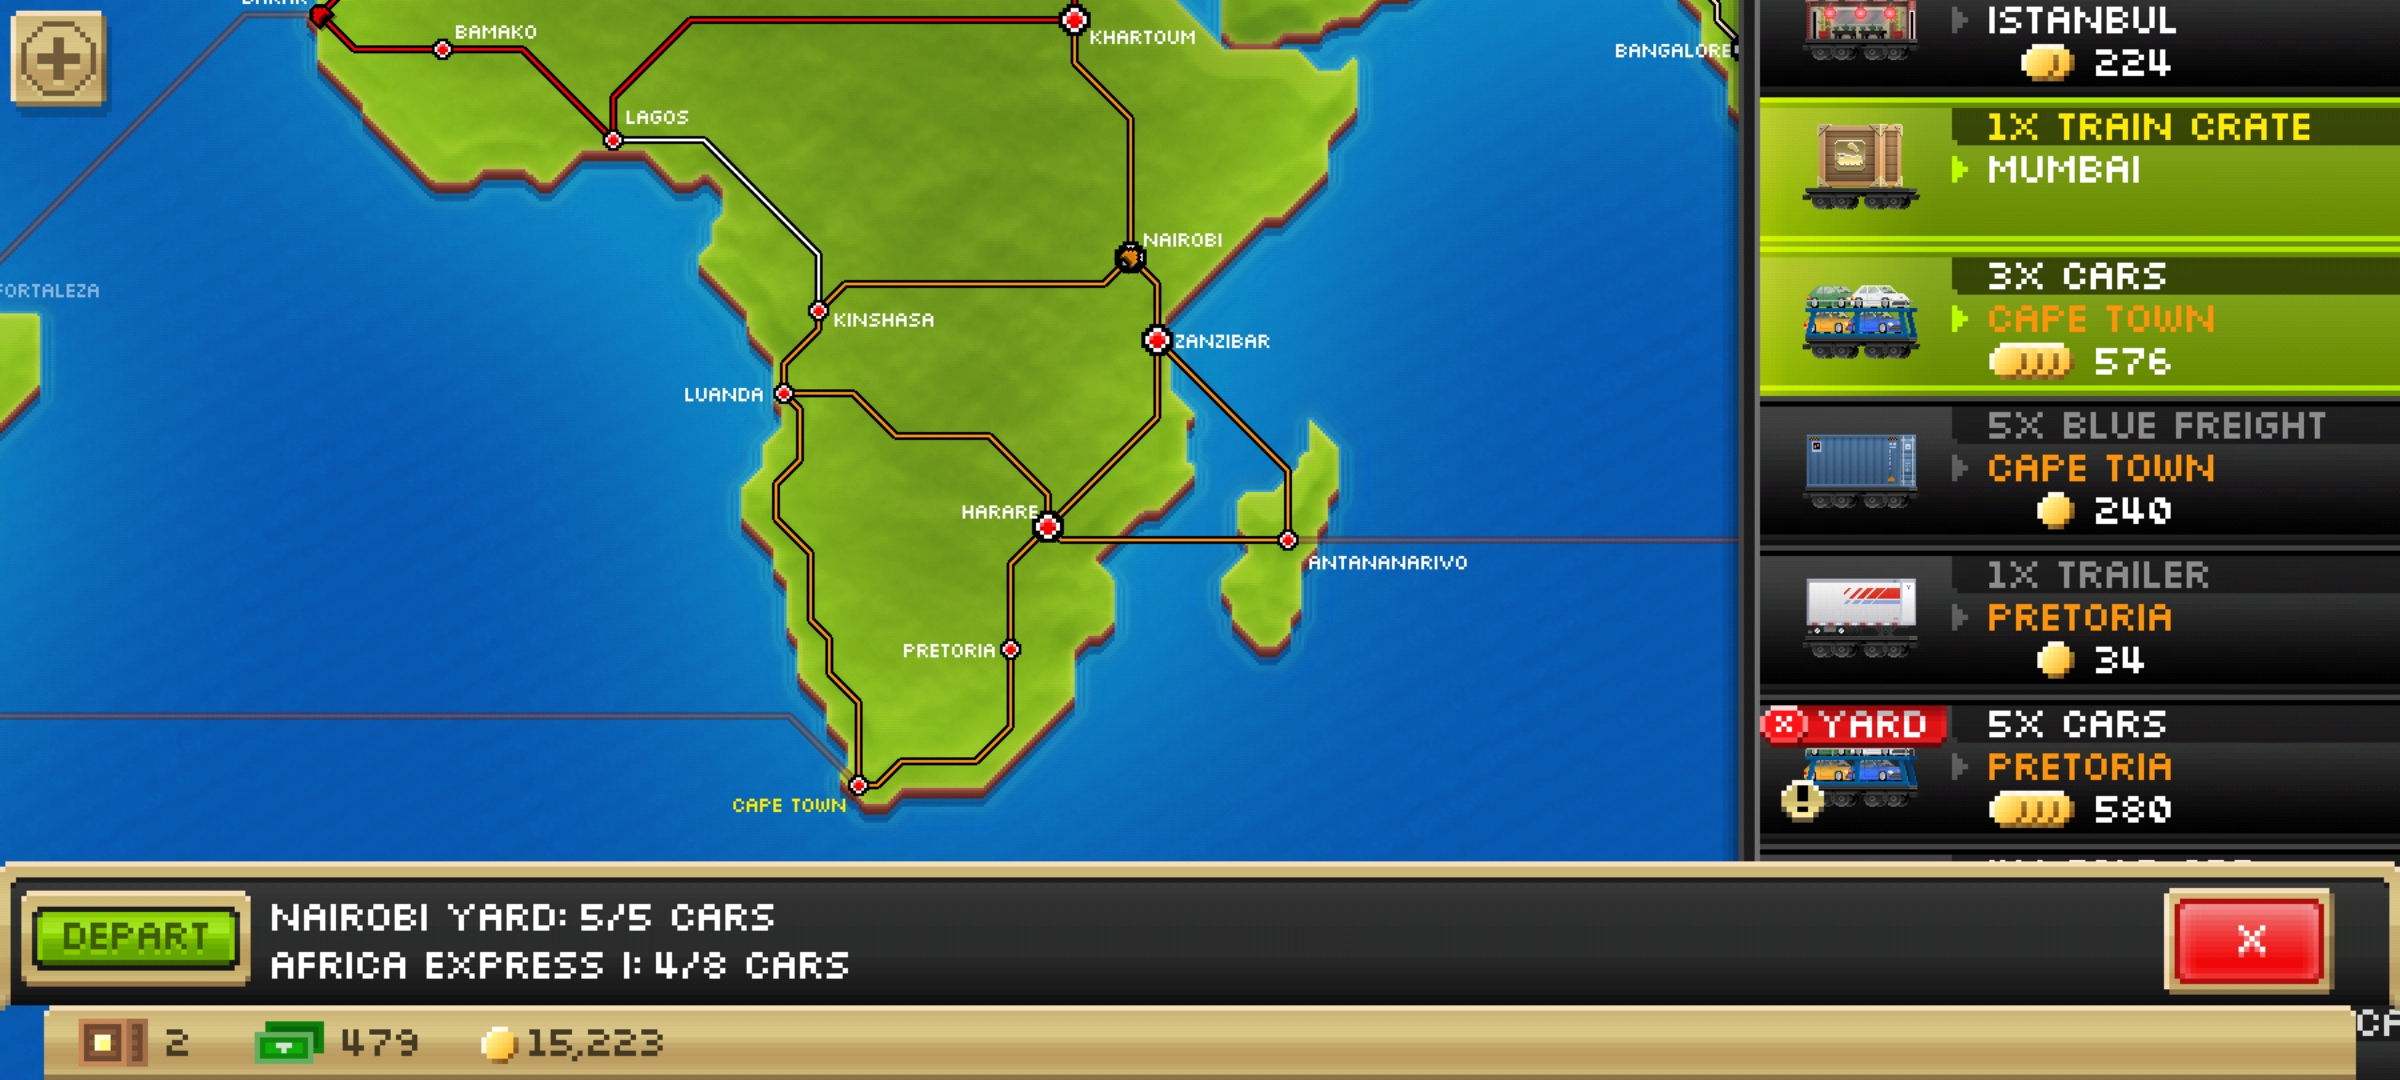 BAMAKO
KHARTOUM
BANGALORE
LAGOS
NAIROBI
FORTALEZA
KINSHASA
ZANZIBAR
LUANDA
HARARE
ANTANANARIVO
PRETORIA
CAPE TOWN
ISTANBUL
224
1X TRAIN CRATE
MUMBAI
3X CARS
CAPE TOWN
576
5X BLUE FREIGHT
CAPE TOWN
240
1X TRAILER
PRETORIA
34
YARD
5X CARS
PRETORIA
580
DEPART
NAIROBI YARD: 5/5 CARS
AFRICA EXPRESS I: 4/8 CARS
X
2
479
15,223